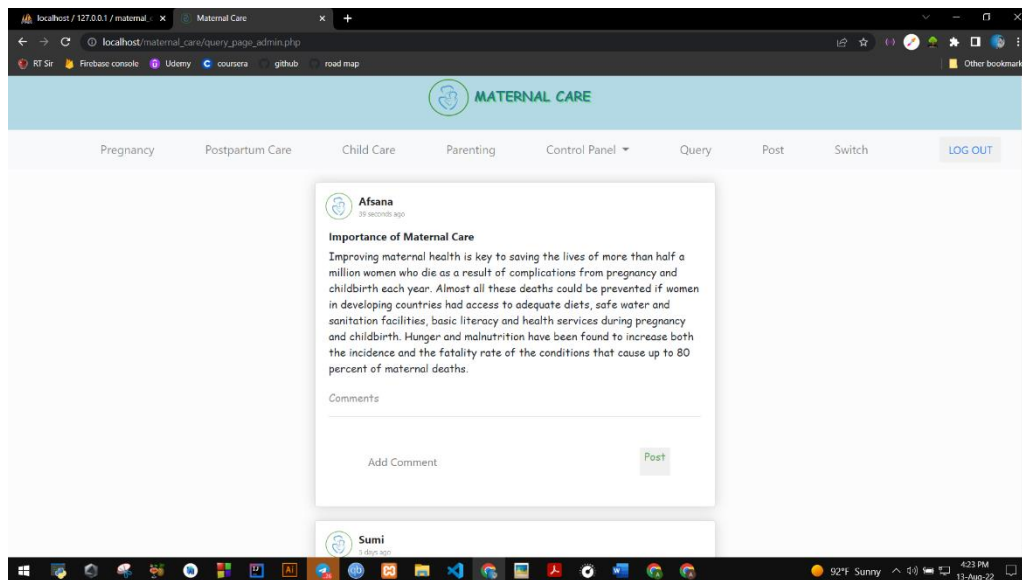 localhost / 127.0.0.1 / maternal_c
Maternal Care
localhost/maternal_care/query_page_admin.php
RT Sir Firebase console Udemy coursera github road map Other bookmark
MATERNAL CARE
Pregnancy Postpartum Care Child Care Parenting Control Panel Query Post Switch LOG OUT
Afsana
39 seconds ago
Importance of Maternal Care
Improving maternal health is key to saving the lives of more than half a
million women who die as a result of complications from pregnancy and
childbirth each year. Almost all these deaths could be prevented if women
in developing countries had access to adequate diets, safe water and
sanitation facilities, basic literacy and health services during pregnancy
and childbirth. Hunger and malnutrition have been found to increase both
the incidence and the fatality rate of the conditions that cause up to 80
percent of maternal deaths.
Comments
Add Comment Post
Sumi
3 days ago
92°F Sunny 4:23 PM
13-Aug-22